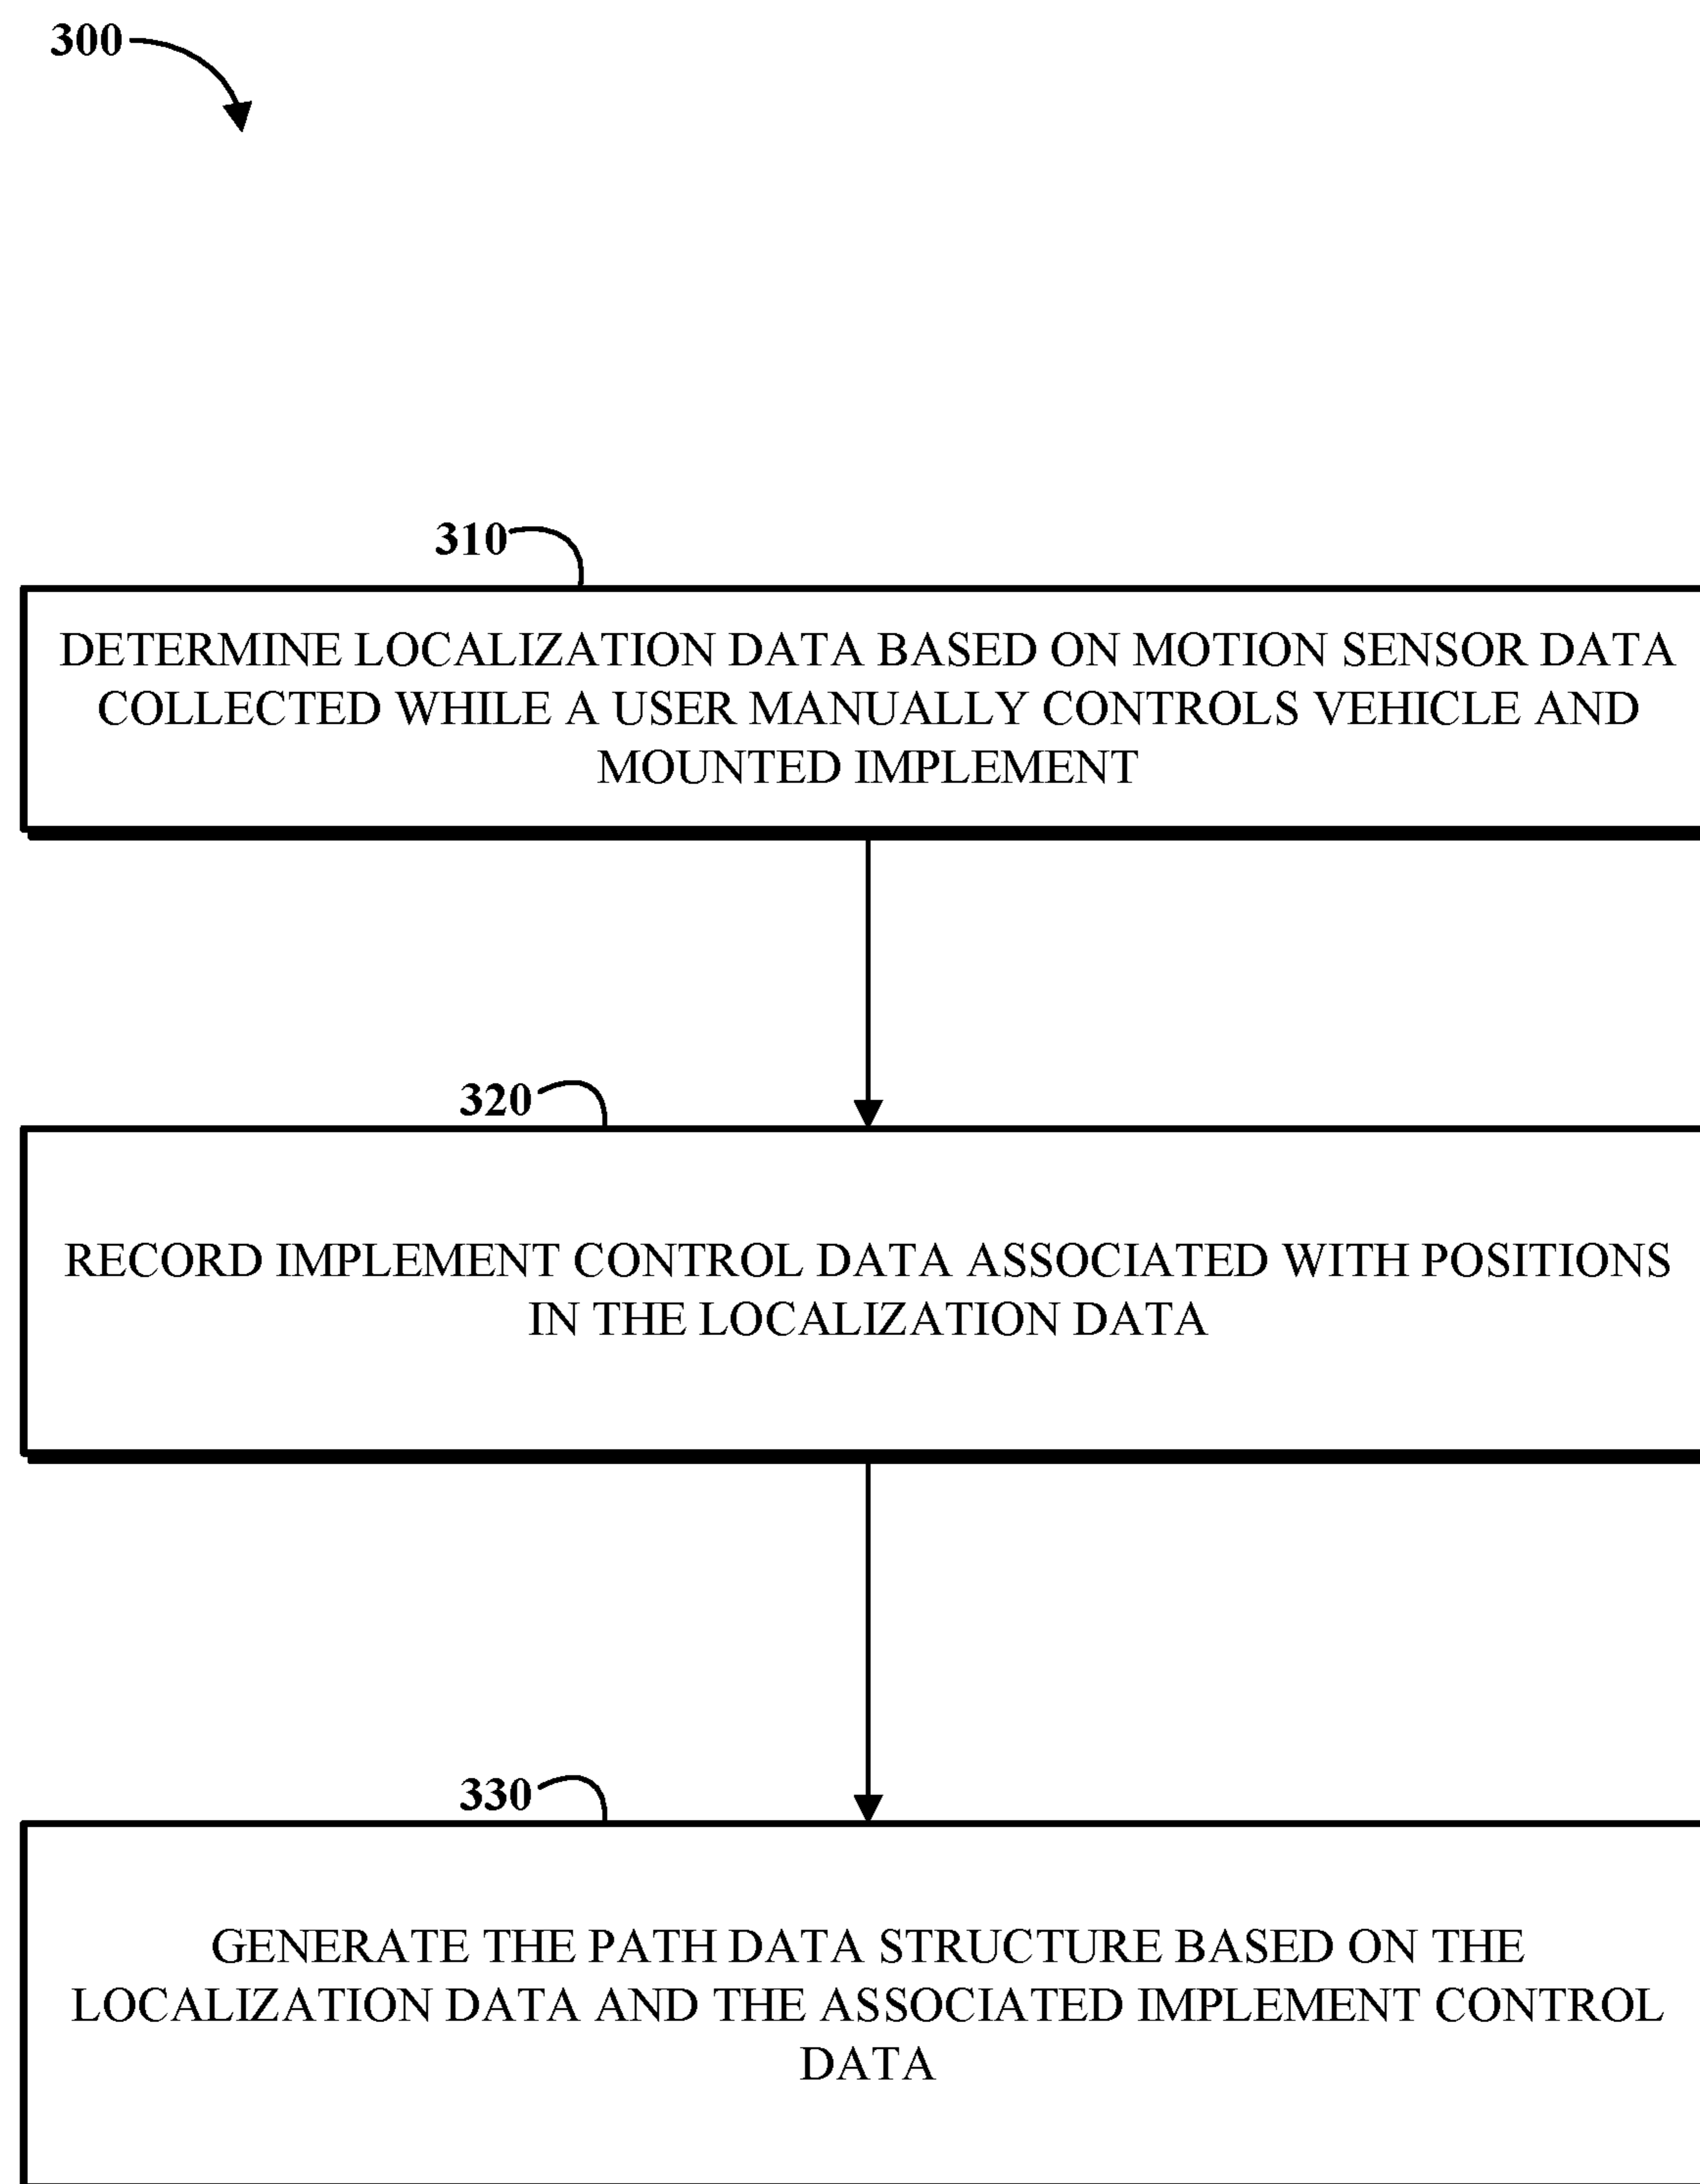 300
310
DETERMINE LOCALIZATION DATA BASED ON MOTION SENSOR DATA
COLLECTED WHILE A USER MANUALLY CONTROLS VEHICLE AND
MOUNTED IMPLEMENT
320
RECORD IMPLEMENT CONTROL DATA ASSOCIATED WITH POSITIONS
IN THE LOCALIZATION DATA
330
GENERATE THE PATH DATA STRUCTURE BASED ON THE
LOCALIZATION DATA AND THE ASSOCIATED IMPLEMENT CONTROL
DATA